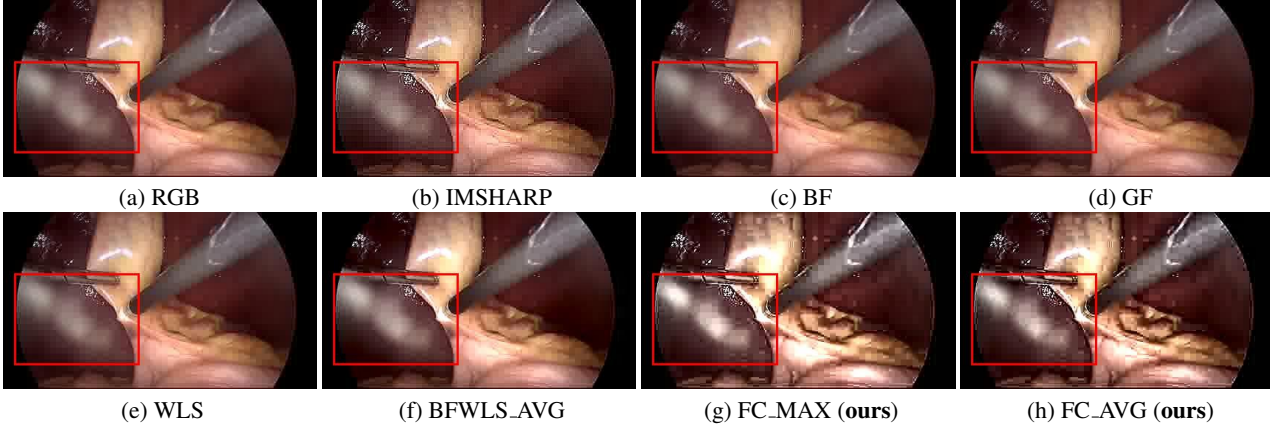 (a) RGB (b) IMSHARP (c) BF (d) GF
(e) WLS (f) BFWLS_AVG (g) FC_MAX (ours) (h) FC_AVG (ours)